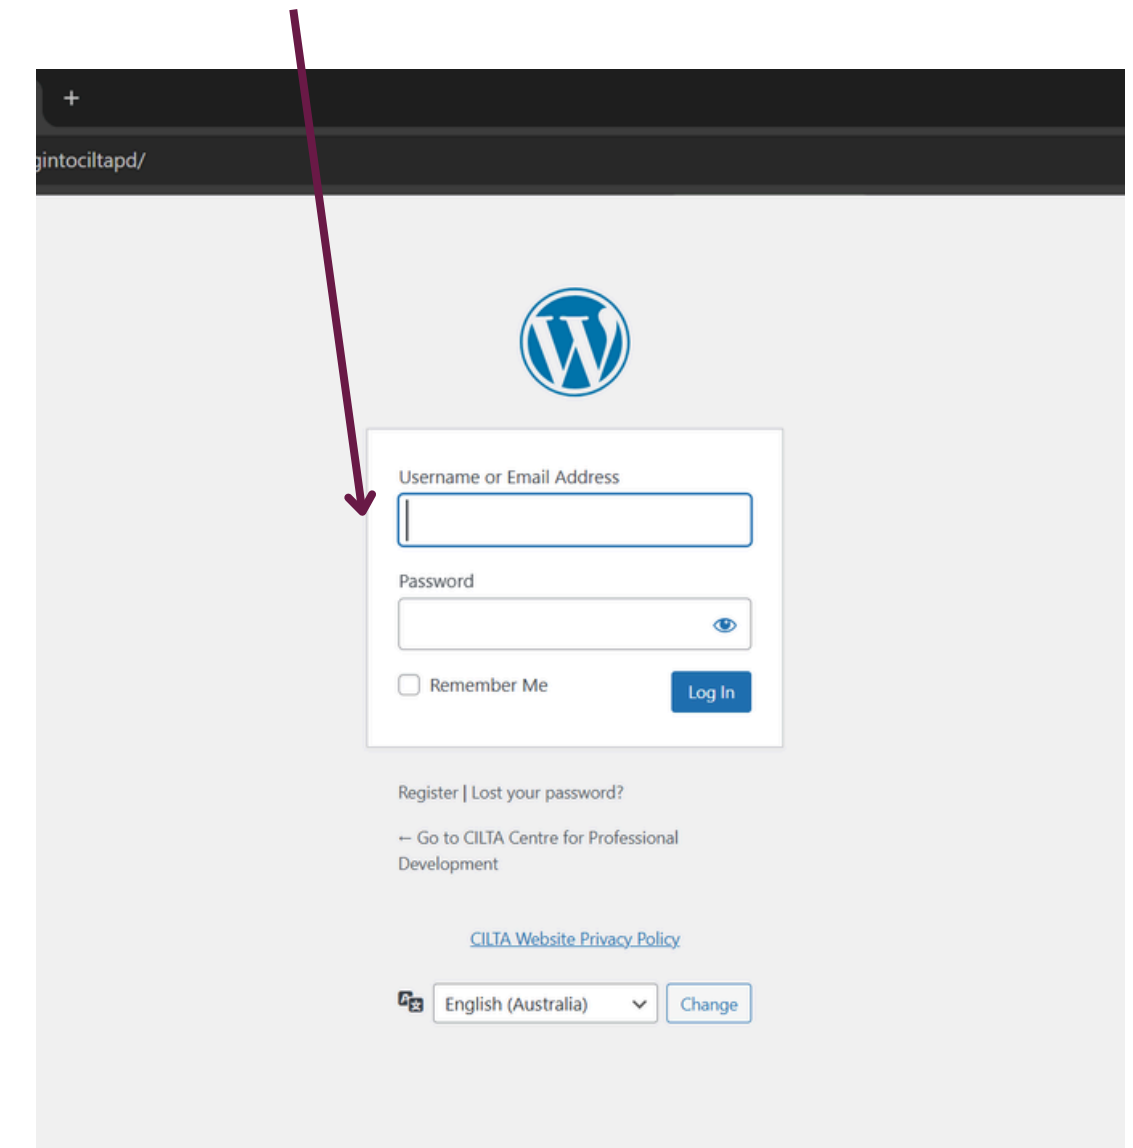 +
gintociltapd/
Username or Email Address
Password
Remember Me
Log In
Register | Lost your password?
← Go to CILTA Centre for Professional
Development
CILTA Website Privacy Policy
English (Australia)
Change